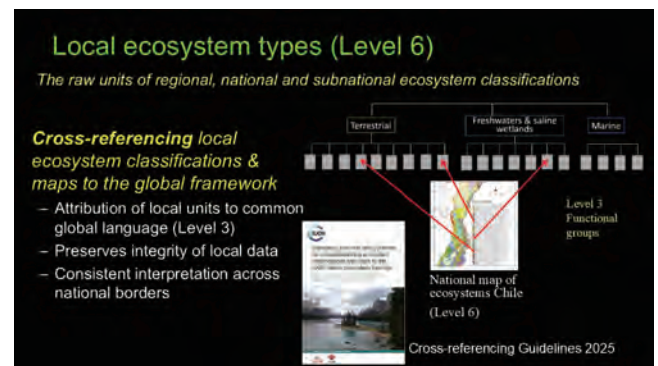 Local ecosystem types (Level 6)
The raw units of regional, national and subnational ecosystem classifications
Cross-referencing local
ecosystem classifications &
maps to the global framework
– Attribution of local units to common
global language (Level 3)
– Preserves integrity of local data
– Consistent interpretation across
national borders
Terrestrial
Freshwaters & saline
wetlands
Marine
Level 3
Functional
groups
National map of
ecosystems Chile
(Level 6)
Cross-referencing Guidelines 2025